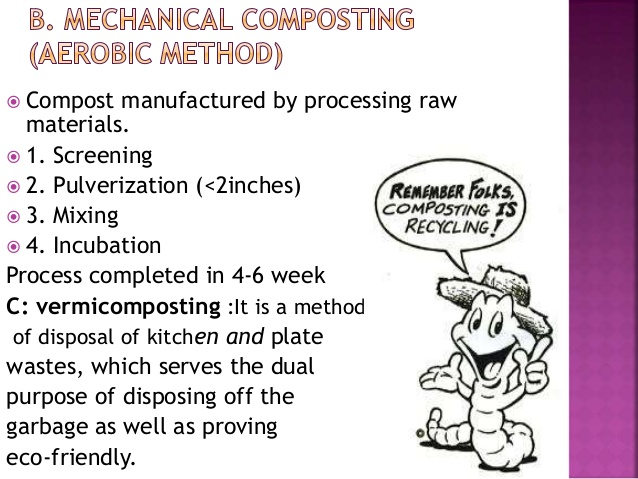 B. MECHANICAL COMPOSTING
(AEROBIC METHOD)
Compost manufactured by processing raw
materials.
1. Screening
2. Pulverization (<2inches)
3. Mixing
4. Incubation
Process completed in 4-6 week
C: vermicomposting :It is a method
of disposal of kitchen and plate
wastes, which serves the dual
purpose of disposing off the
garbage as well as proving
eco-friendly.
REMEMBER FOLKS,
COMPOSTING IS
RECYCLING!
©